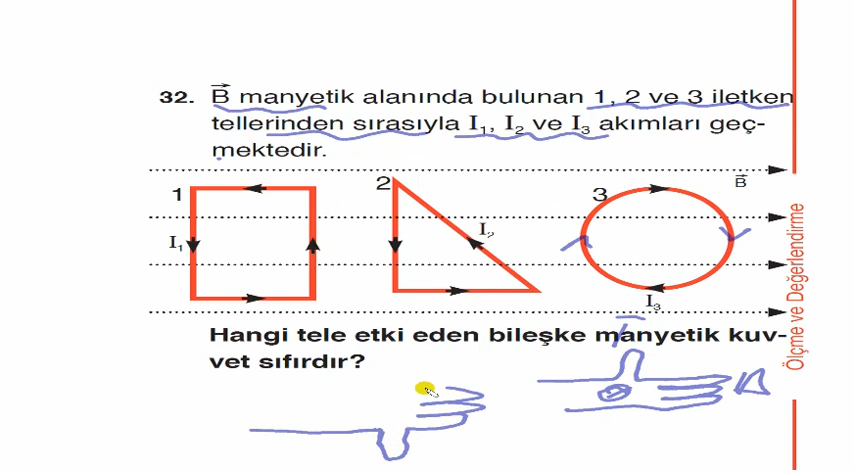 32. B manyetik alanında bulunan 1, 2 ve 3 iletken
tellerinden sırasıyla I₁, I₂ ve I₃ akımları geç-
mektedir.
1
2
3
B
I₁
I₂
I₃
Hangi tele etki eden bileşke manyetik kuv-
vet sıfırdır?
Ölçme ve Değerlendirme